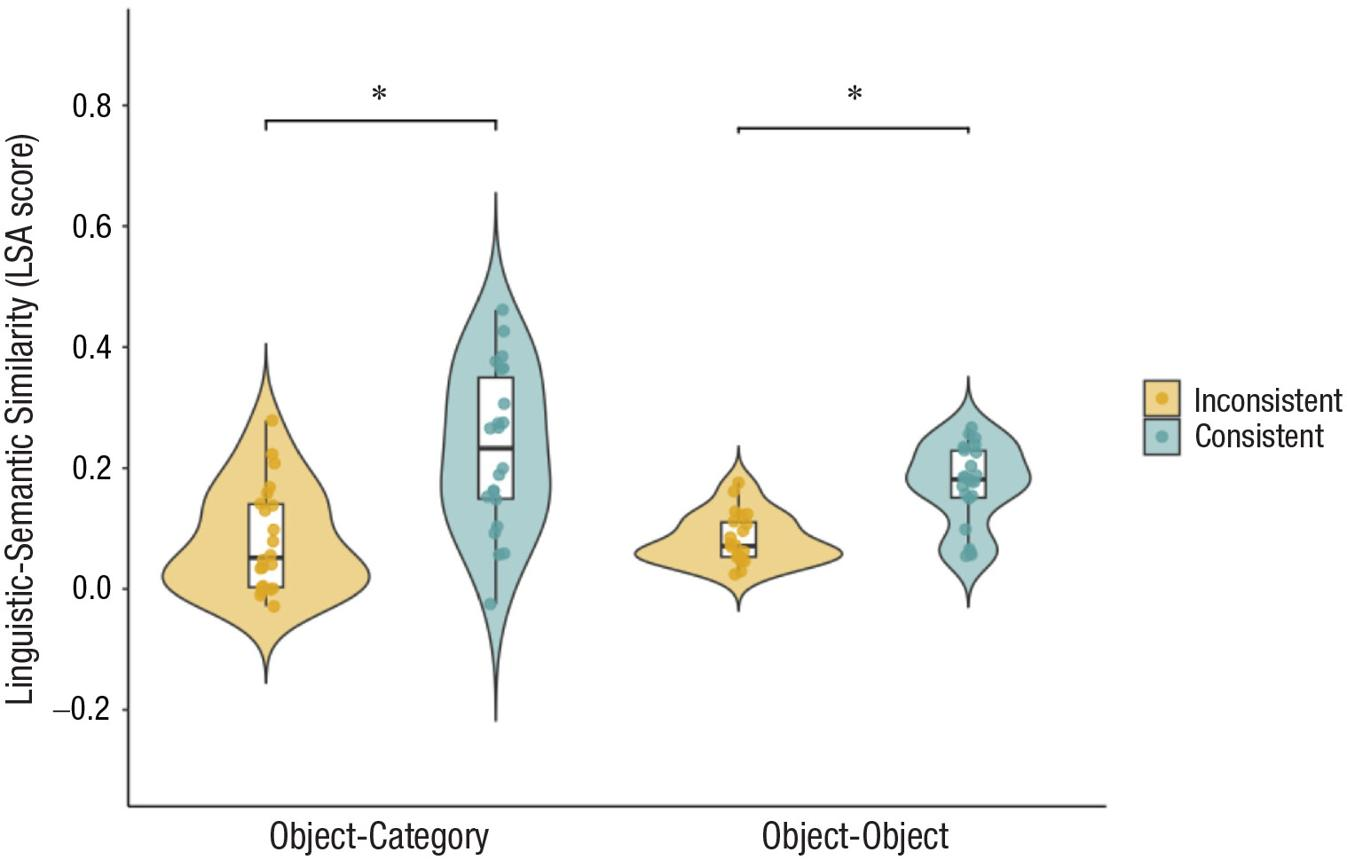 Linguistic-Semantic Similarity (LSA score)
0.8
0.6
0.4
0.2
0.0
–0.2
*
*
Object-Category
Object-Object
Inconsistent
Consistent